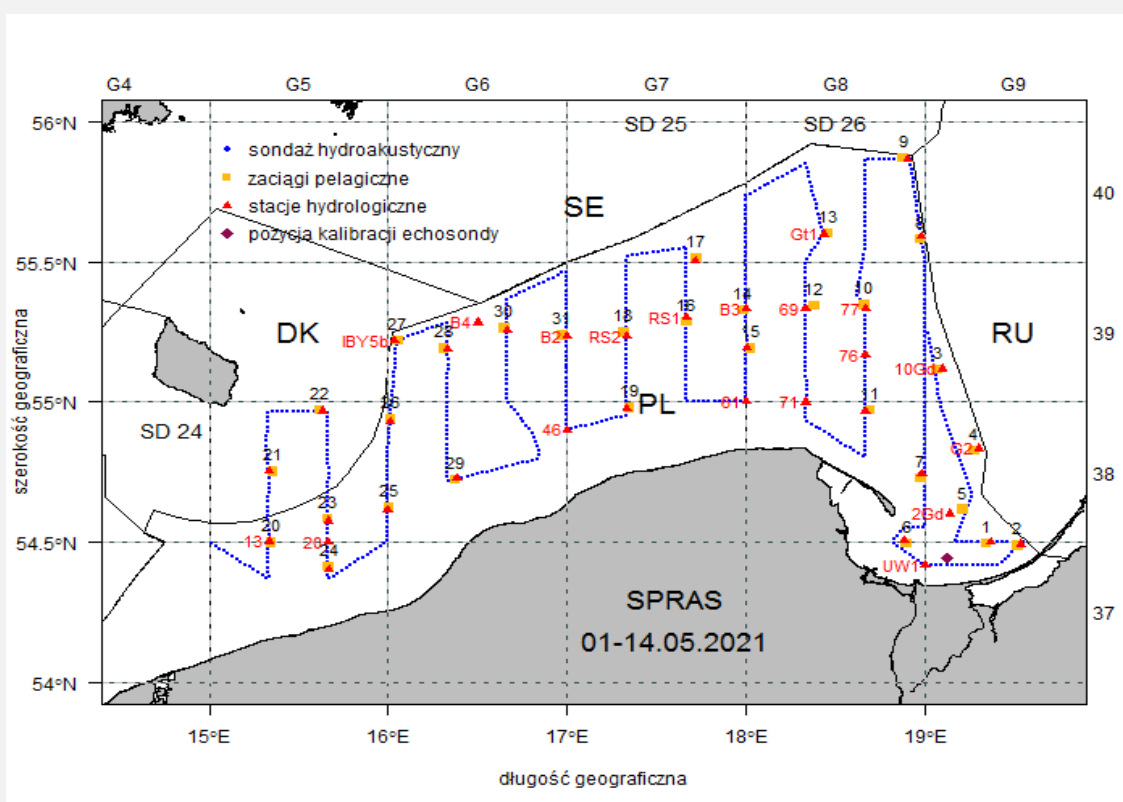 G4 G5 G6 G7 G8 G9
56°N
SD 25 SD 26
sondaż hydroakustyczny
zaciągi pelagiczne
stacje hydrologiczne
pozycja kalibracji echosondy
9
40
SE
13
Gt1
8
17
55.5°N
DK
RU
27 IBY5b 28 B4 30 31 B2 18 RS2 16 RS1 14 B3 15 69 12 10 77
39
76
10Gd 3
szerokość geograficzna
55°N
22 26 46 19 PL 81 71 11
SD 24
4
G2
38
21 29 7
23 25 5
2Gd
54.5°N
20
13 28 24 6 1 2
UW1
SPRAS
01-14.05.2021
37
54°N
15°E 16°E 17°E 18°E 19°E
długość geograficzna